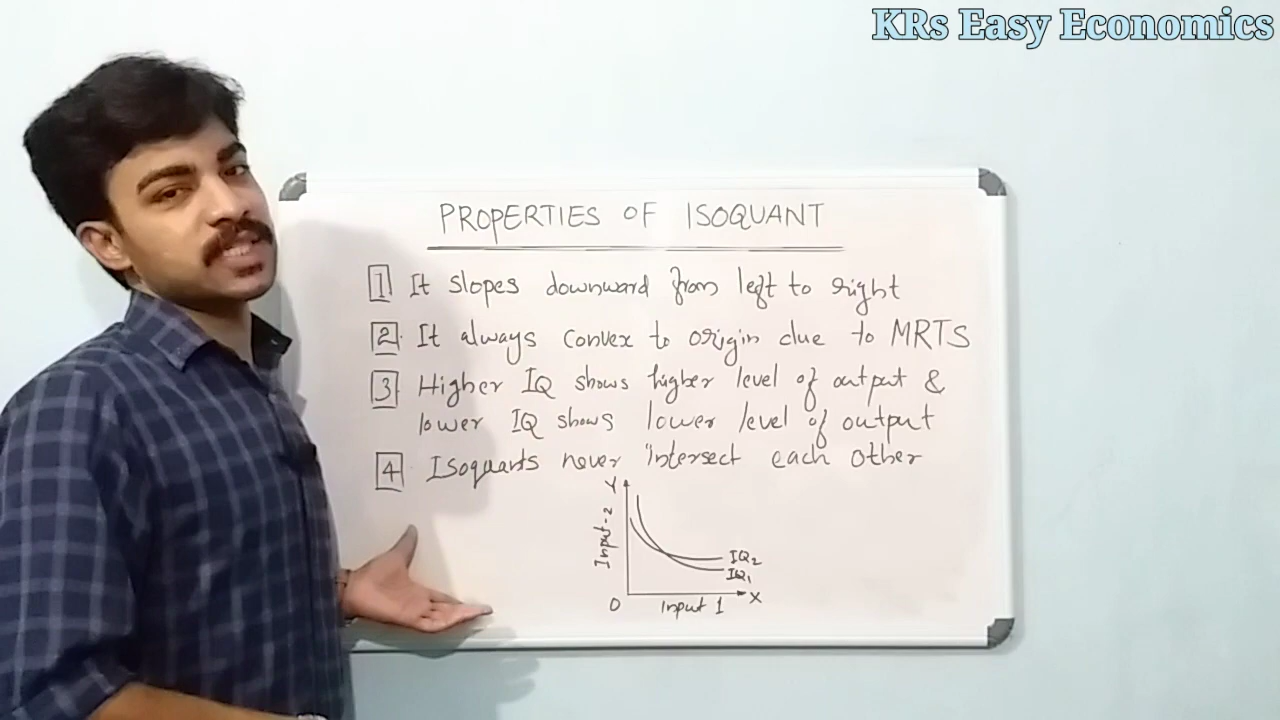 KRs Easy Economics
PROPERTIES OF ISOQUANT
1 It slopes downward from left to right
2 It always convex to origin due to MRTS
3 Higher IQ shows higher level of output &
lower IQ shows lower level of output
4 Isoquants never intersect each other
Y
Input-2
IQ2
IQ1
O
Input 1
X